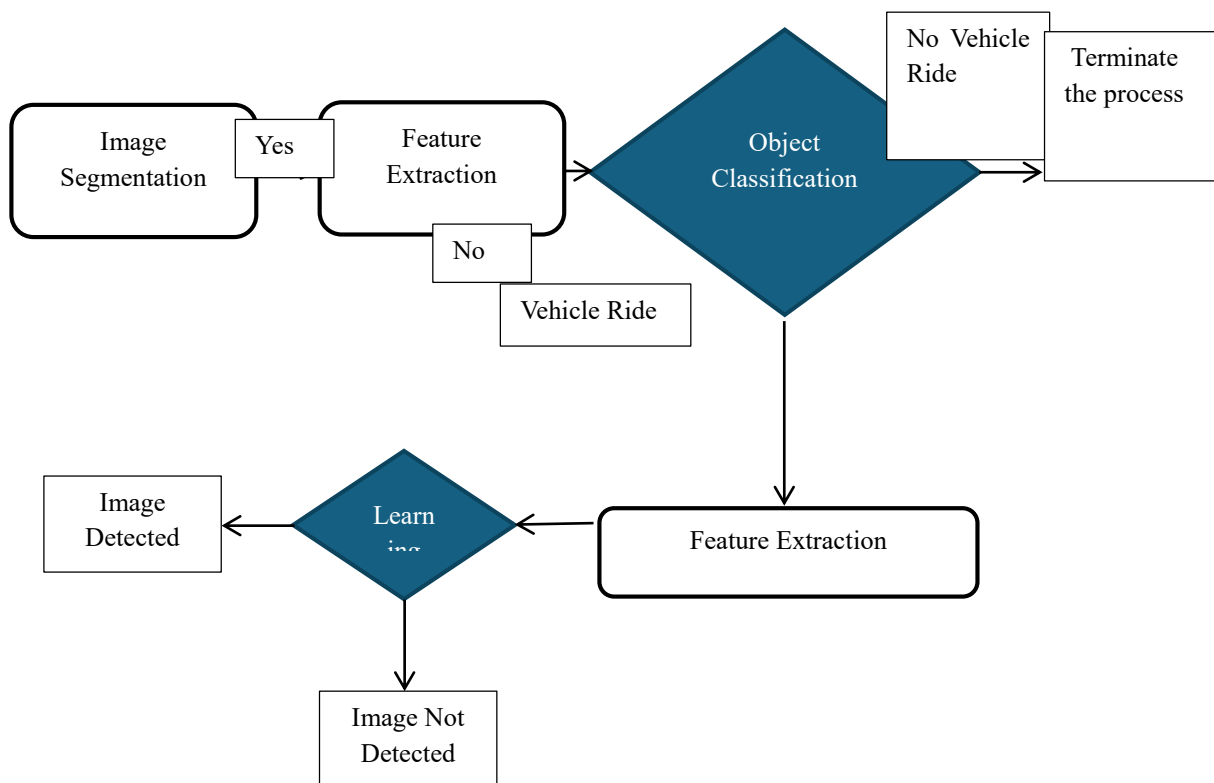 Image
Segmentation
Yes
Feature
Extraction
Object
Classification
No Vehicle
Ride
Terminate
the process
No
Vehicle Ride
Image
Detected
Learn
ing
Feature Extraction
Image Not
Detected